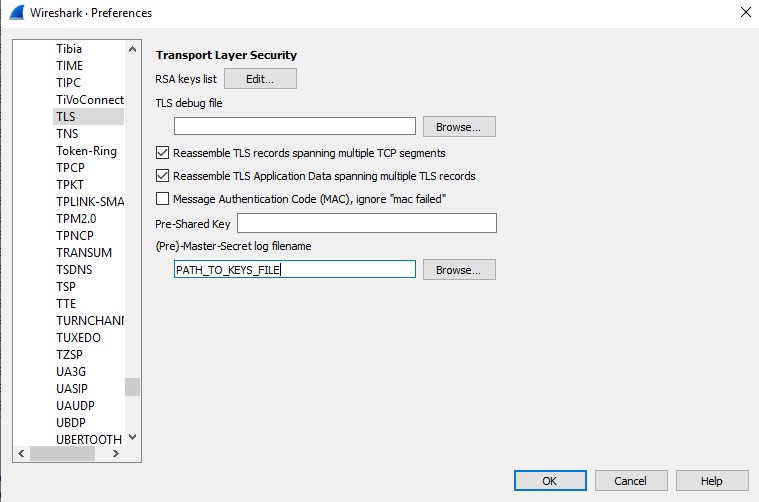 Wireshark · Preferences
Tibia
TIME
TIPC
TiVoConnect
TLS
TNS
Token-Ring
TPCP
TPKT
TPLINK-SMA
TPM2.0
TPNCP
TRANSUM
TSDNS
TSP
TTE
TURNCHANN
TUXEDO
TZSP
UA3G
UASIP
UAUDP
UBDP
UBERTOOTH
Transport Layer Security
RSA keys list Edit...
TLS debug file
Browse...
Reassemble TLS records spanning multiple TCP segments
Reassemble TLS Application Data spanning multiple TLS records
Message Authentication Code (MAC), ignore "mac failed"
Pre-Shared Key
(Pre)-Master-Secret log filename
PATH_TO_KEYS_FILE Browse...
OK Cancel Help